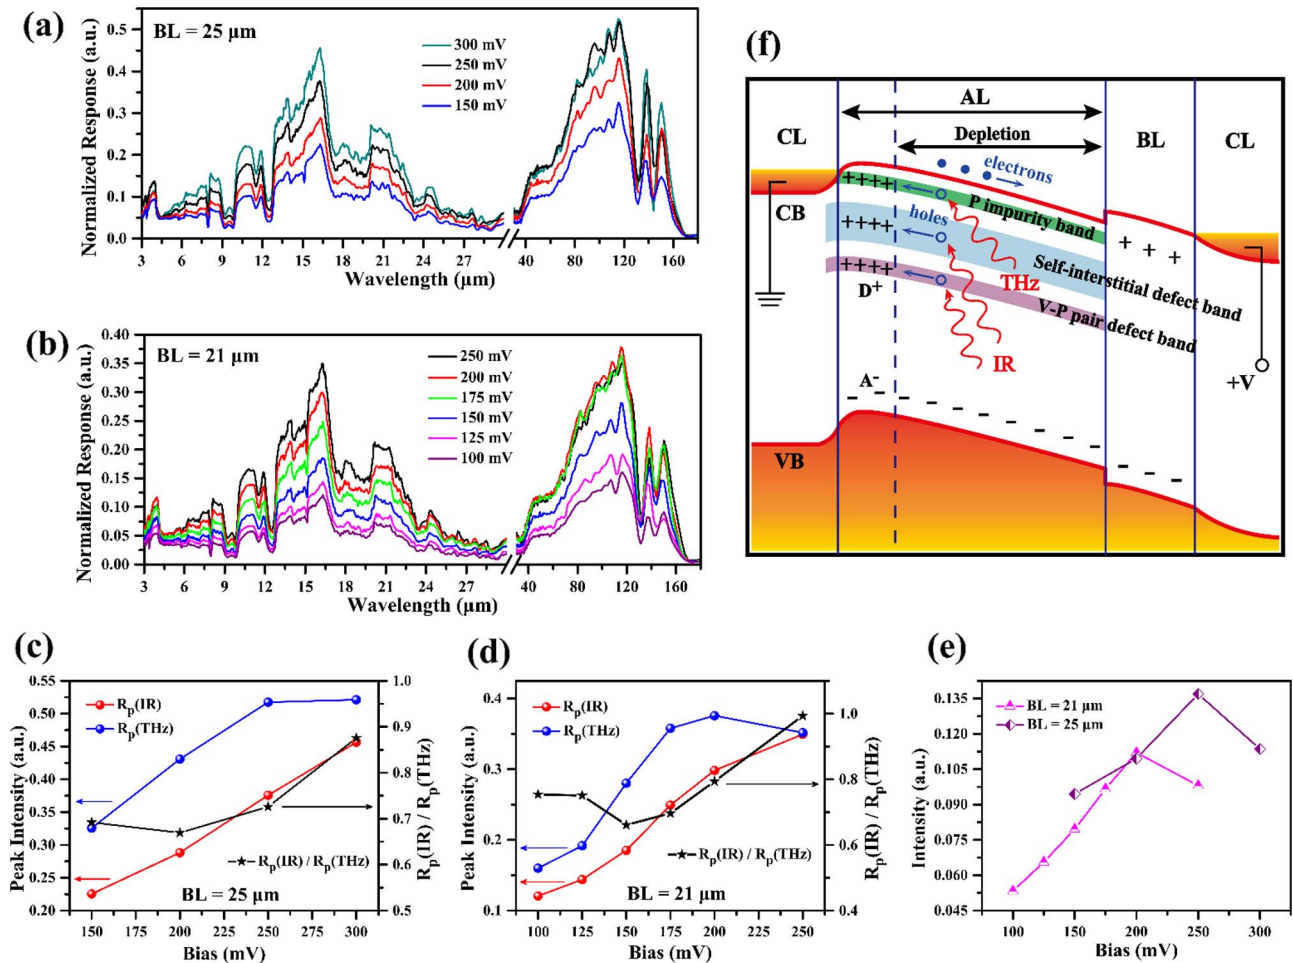 (a)
BL = 25 µm
300 mV
250 mV
200 mV
150 mV
Normalized Response (a.u.)
0.5
0.4
0.3
0.2
0.1
0.0
3 6 9 12 15 18 21 24 27 40 80 120 160
Wavelength (µm)
(b)
BL = 21 µm
250 mV
200 mV
175 mV
150 mV
125 mV
100 mV
Normalized Response (a.u.)
0.40
0.35
0.30
0.25
0.20
0.15
0.10
0.05
0.00
3 6 9 12 15 18 21 24 27 40 80 120 160
Wavelength (µm)
(f)
AL
Depletion
CL
BL
CL
electrons
++++
P impurity band
CB
holes
++++
+ + +
THz
Self-interstitial defect band
++++
D+
V-P pair defect band
IR
+V
A-
- - - - - - - -
- - -
VB
(c)
Rp(IR)
Rp(THz)
Rp(IR) / Rp(THz)
BL = 25 µm
Peak Intensity (a.u.)
0.55
0.50
0.45
0.40
0.35
0.30
0.25
0.20
150 200 250 300
Bias (mV)
1.0
0.9
0.8
0.7
0.6
0.5
Rp(IR) / Rp(THz)
(d)
Rp(IR)
Rp(THz)
Rp(IR) / Rp(THz)
BL = 21 µm
Peak Intensity (a.u.)
0.4
0.3
0.2
0.1
100 125 150 175 200 225 250
Bias (mV)
1.0
0.8
0.6
0.4
Rp(IR) / Rp(THz)
(e)
BL = 21 µm
BL = 25 µm
Intensity (a.u.)
0.135
0.120
0.105
0.090
0.075
0.060
0.045
100 150 200 250 300
Bias (mV)